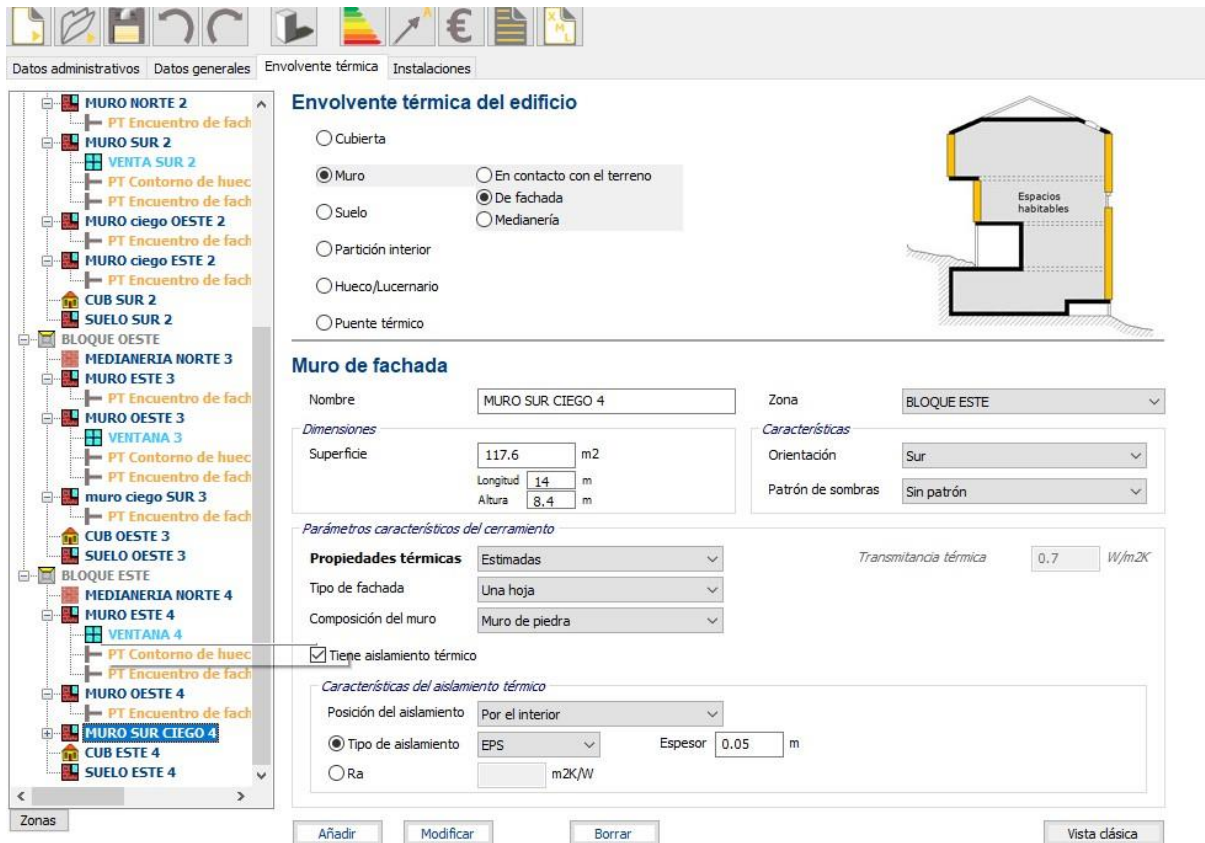 A
€
X
M
L
Datos administrativos Datos generales Envolvente térmica Instalaciones
MURO NORTE 2
PT Encuentro de fach
MURO SUR 2
VENTA SUR 2
PT Contorno de huec
PT Encuentro de fach
MURO ciego OESTE 2
PT Encuentro de fach
MURO ciego ESTE 2
PT Encuentro de fach
CUB SUR 2
SUELO SUR 2
BLOQUE OESTE
MEDIANERIA NORTE 3
MURO ESTE 3
PT Encuentro de fach
MURO OESTE 3
VENTANA 3
PT Contorno de huec
PT Encuentro de fach
muro ciego SUR 3
PT Encuentro de fach
CUB OESTE 3
SUELO OESTE 3
BLOQUE ESTE
MEDIANERIA NORTE 4
MURO ESTE 4
VENTANA 4
PT Contorno de huec
PT Encuentro de fach
MURO OESTE 4
PT Encuentro de fach
MURO SUR CIEGO 4
CUB ESTE 4
SUELO ESTE 4
Zonas
Envolvente térmica del edificio
Cubierta
Muro
Suelo
Partición interior
Hueco/Lucernario
Puente térmico
En contacto con el terreno
De fachada
Medianería
Espacios
habitables
Muro de fachada
Nombre MURO SUR CIEGO 4 Zona BLOQUE ESTE
Dimensiones
Superficie 117.6 m2
Longitud 14 m
Altura 8.4 m
Características
Orientación Sur
Patrón de sombras Sin patrón
Parámetros característicos del cerramiento
Propiedades térmicas Estimadas Transmitancia térmica 0.7 W/m2K
Tipo de fachada Una hoja
Composición del muro Muro de piedra
Tiene aislamiento térmico
Características del aislamiento térmico
Posición del aislamiento Por el interior
Tipo de aislamiento EPS Espesor 0.05 m
Ra m2K/W
Añadir Modificar Borrar Vista clásica